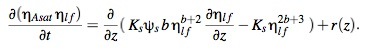 ∂(η_{Asat} η_{lf})/∂t = ∂/∂z ( K_s ψ_s b η_{lf}^{b+2} ∂η_{lf}/∂z − K_s η_{lf}^{2b+3} ) + r(z).